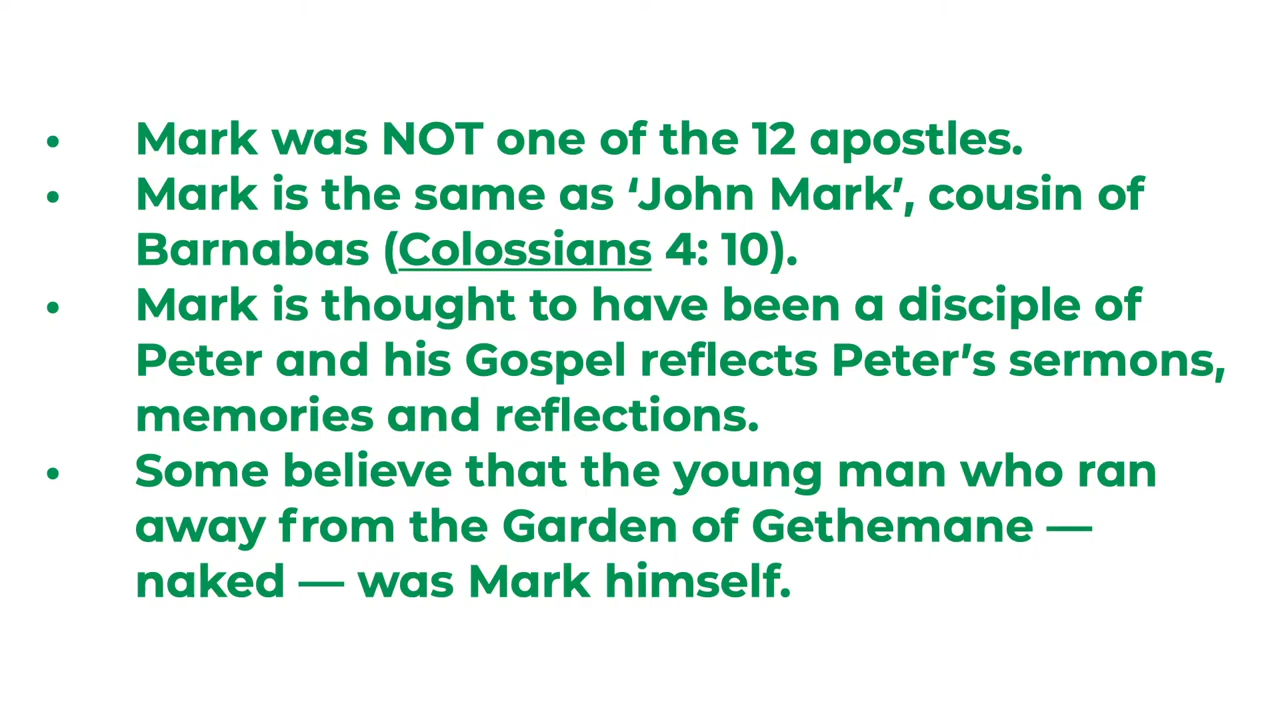 • Mark was NOT one of the 12 apostles.
• Mark is the same as ‘John Mark’, cousin of
Barnabas (Colossians 4: 10).
• Mark is thought to have been a disciple of
Peter and his Gospel reflects Peter’s sermons,
memories and reflections.
• Some believe that the young man who ran
away from the Garden of Gethemane —
naked — was Mark himself.